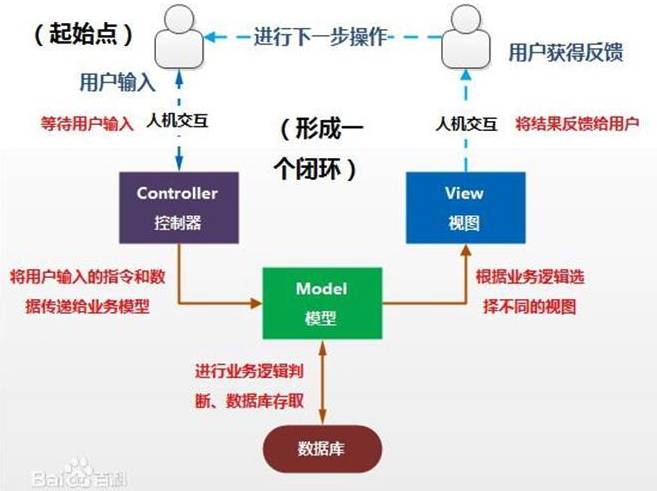 （起始点）
进行下一步操作
用户输入
用户获得反馈
等待用户输入
人机交互
（形成一
个闭环）
人机交互
将结果反馈给用户
Controller
控制器
View
视图
将用户输入的指令和数
据传递给业务模型
Model
模型
根据业务逻辑选
择不同的视图
进行业务逻辑判
断、数据库存取
数据库
Baidu百科